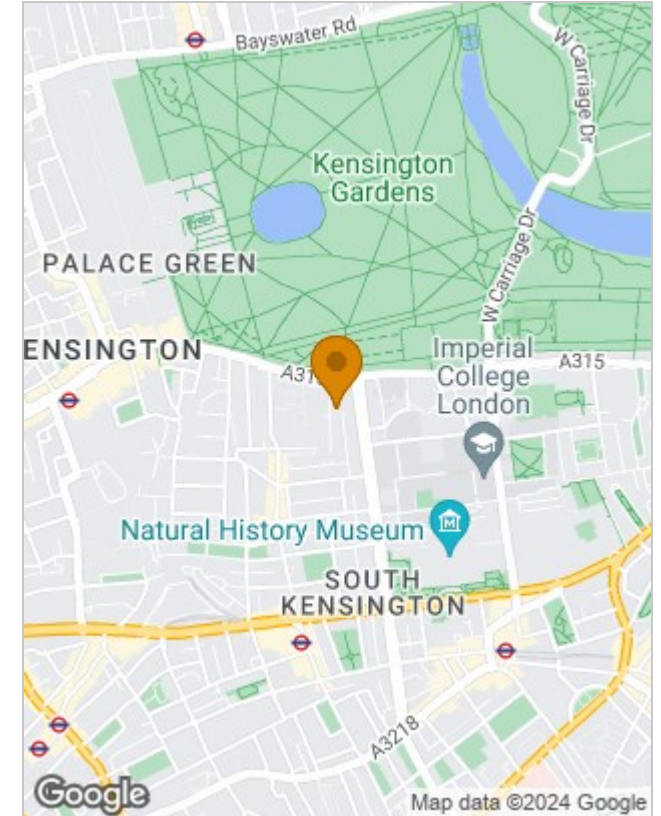 Bayswater Rd
W Carriage Dr
Kensington
Gardens
PALACE GREEN
W Carriage Dr
ENSINGTON
A31
Imperial
College
London
A315
Natural History Museum
M
SOUTH
KENSINGTON
A3218
Google
Map data ©2024 Google